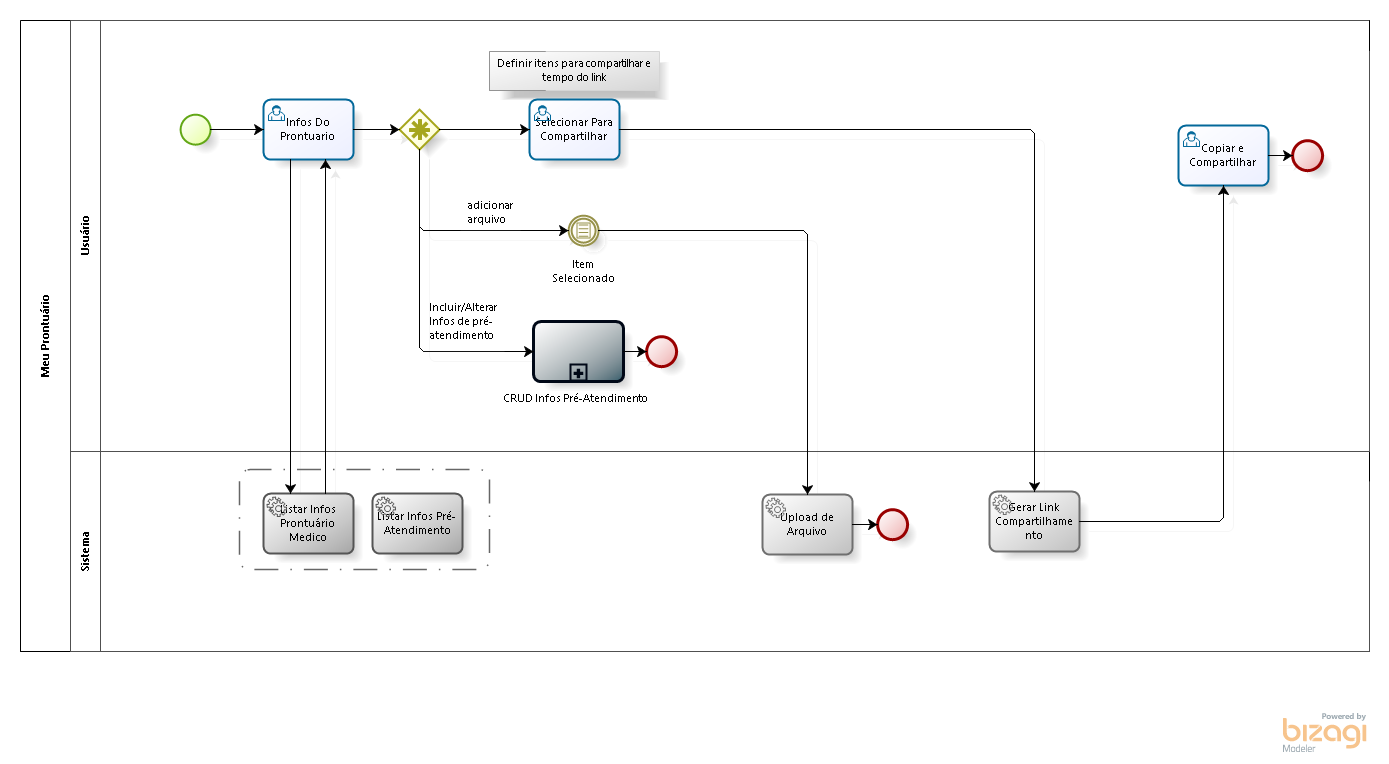 Meu Prontuário
Usuário
Definir itens para compartilhar e
tempo do link
Infos Do
Prontuario
Selecionar Para
Compartilhar
Copiar e
Compartilhar
adicionar
arquivo
Item
Selecionado
Incluir/Alterar
Infos de pré-
atendimento
CRUD Infos Pré-Atendimento
Sistema
Listar Infos
Prontuário
Medico
Listar Infos Pré-
Atendimento
Upload de
Arquivo
Gerar Link
Compartilhame
nto
Powered by
bizagi
Modeler